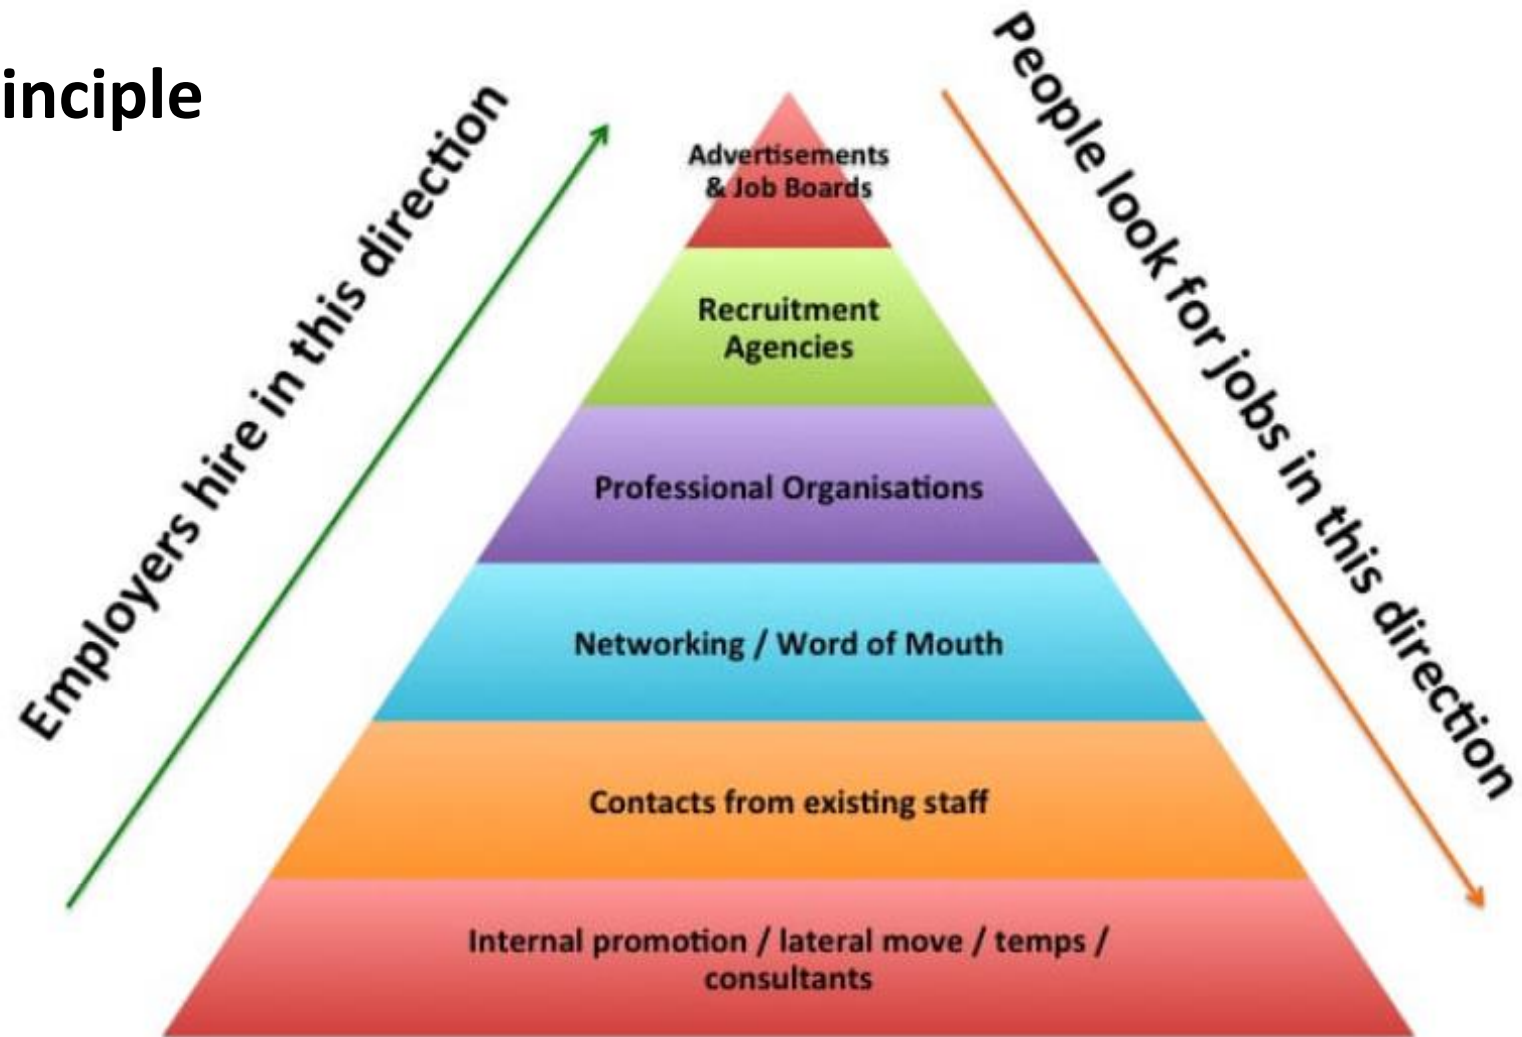 inciple
Employers hire in this direction
People look for jobs in this direction
Advertisements
& Job Boards
Recruitment
Agencies
Professional Organisations
Networking / Word of Mouth
Contacts from existing staff
Internal promotion / lateral move / temps /
consultants